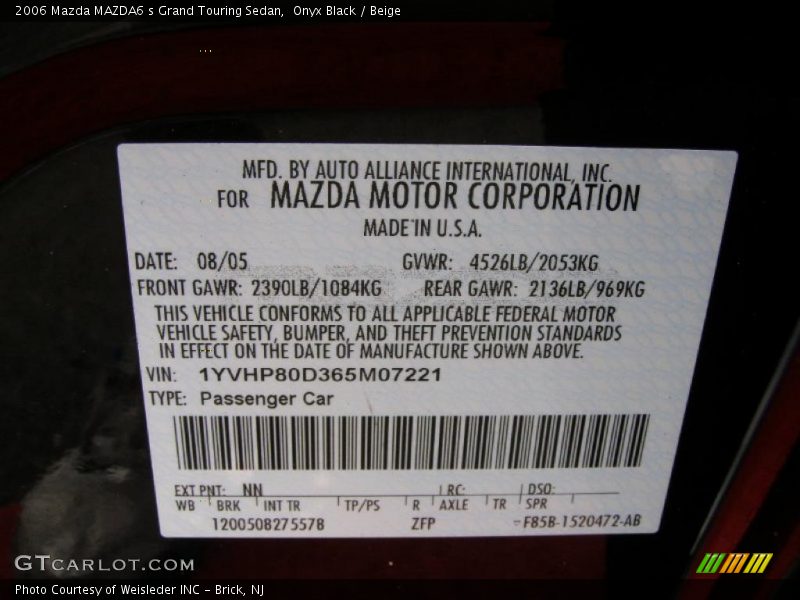 2006 Mazda MAZDA6 s Grand Touring Sedan, Onyx Black / Beige
MFD. BY AUTO ALLIANCE INTERNATIONAL, INC.
FOR MAZDA MOTOR CORPORATION
MADE IN U.S.A.
DATE: 08/05 GVWR: 4526LB/2053KG
FRONT GAWR: 2390LB/1084KG REAR GAWR: 2136LB/969KG
THIS VEHICLE CONFORMS TO ALL APPLICABLE FEDERAL MOTOR
VEHICLE SAFETY, BUMPER, AND THEFT PREVENTION STANDARDS
IN EFFECT ON THE DATE OF MANUFACTURE SHOWN ABOVE.
VIN: 1YVHP80D365M07221
TYPE: Passenger Car
EXT PNT: NN RC: DSO:
WB BRK INT TR TP/PS R AXLE TR SPR
1200508275578 ZFP F85B-1520472-AB
GTCARLOT.COM
Photo Courtesy of Weisleder INC - Brick, NJ